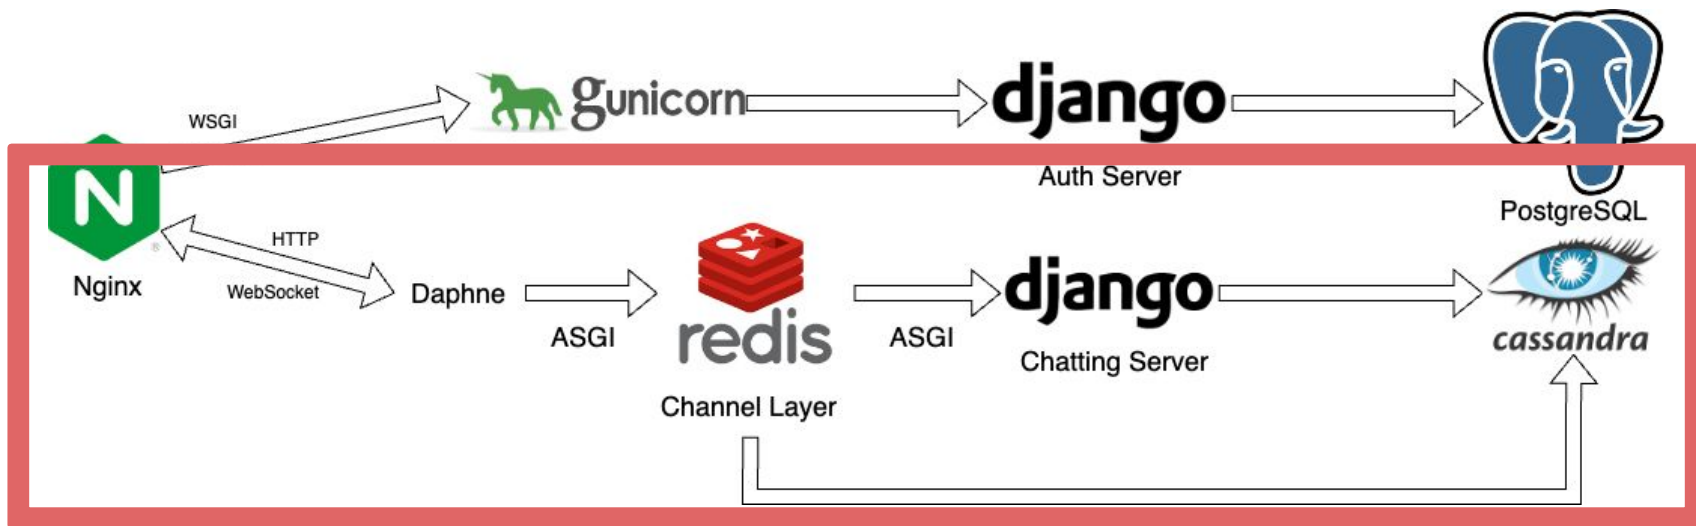 WSGI
gunicorn
django
Auth Server
PostgreSQL
N
®
Nginx
HTTP
WebSocket
Daphne
ASGI
redis
Channel Layer
ASGI
django
Chatting Server
cassandra